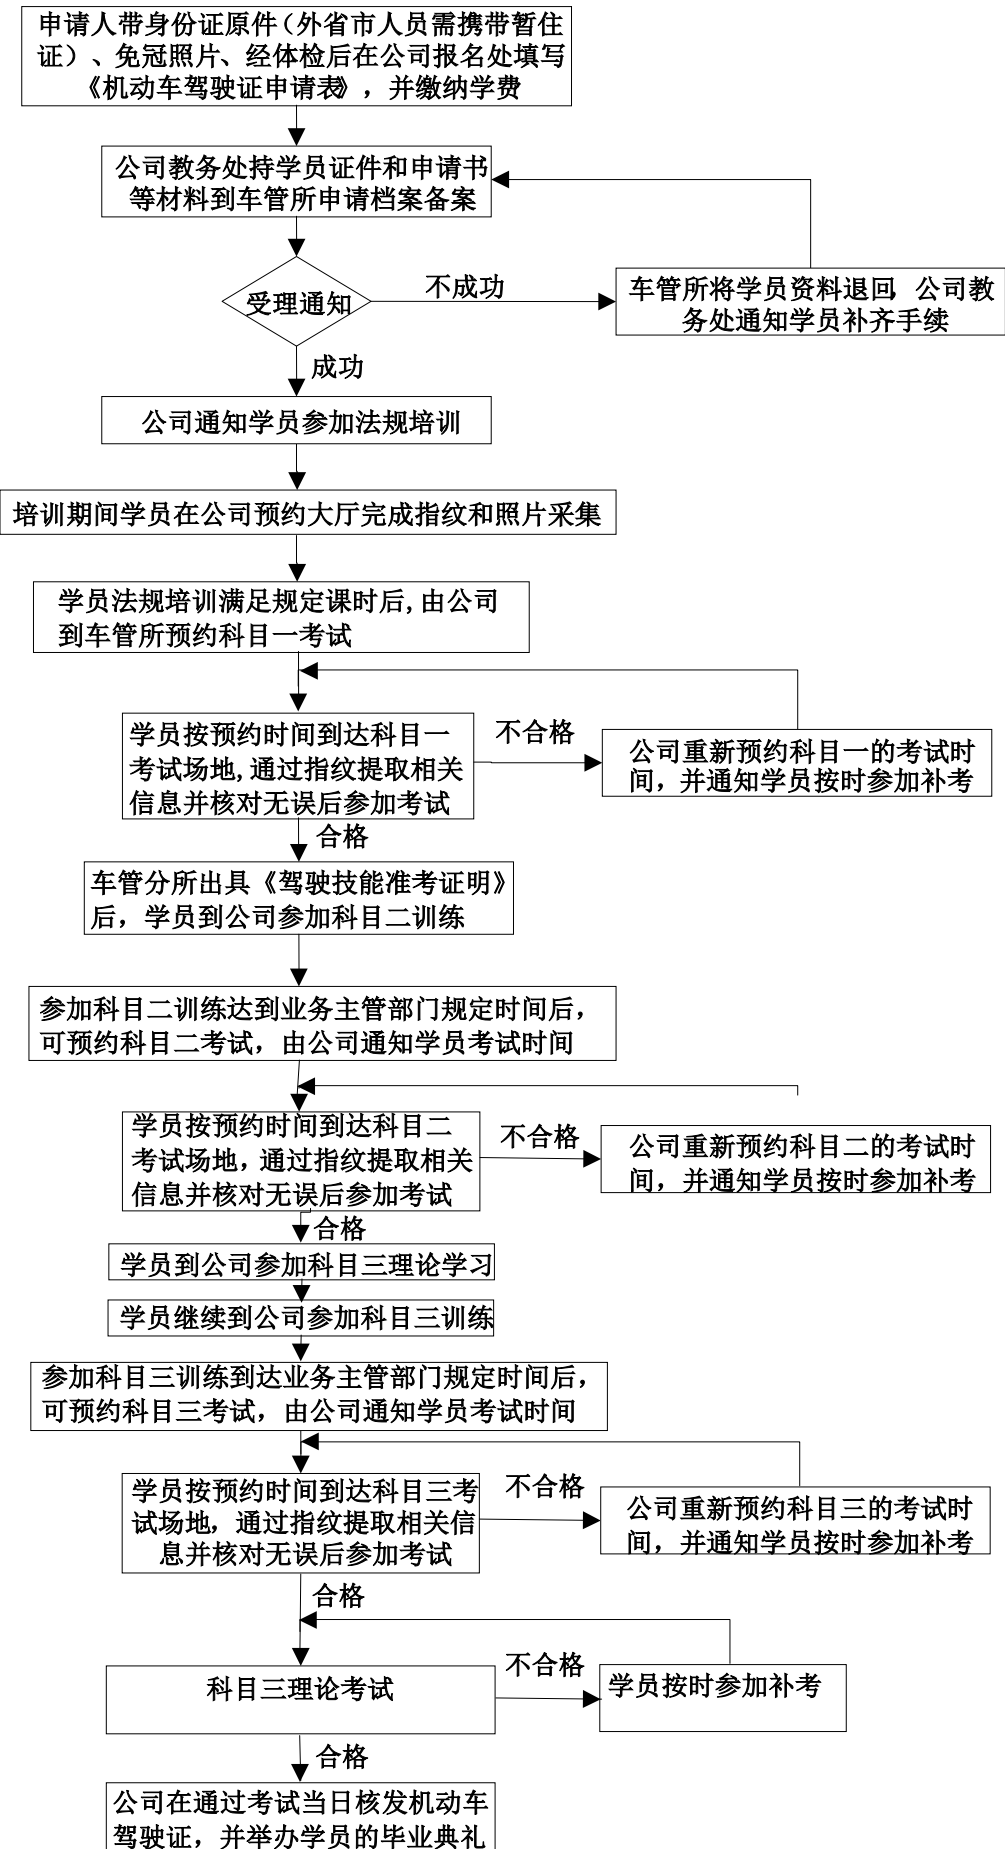 申请人带身份证原件（外省市人员需携带暂住
证）、免冠照片、经体检后在公司报名处填写
《机动车驾驶证申请表》，并缴纳学费
公司教务处持学员证件和申请书
等材料到车管所申请档案备案
受理通知
不成功
车管所将学员资料退回，公司教
务处通知学员补齐手续
成功
公司通知学员参加法规培训
培训期间学员在公司预约大厅完成指纹和照片采集
学员法规培训满足规定课时后,由公司
到车管所预约科目一考试
学员按预约时间到达科目一
考试场地,通过指纹提取相关
信息并核对无误后参加考试
不合格
公司重新预约科目一的考试时
间，并通知学员按时参加补考
合格
车管分所出具《驾驶技能准考证明》
后，学员到公司参加科目二训练
参加科目二训练达到业务主管部门规定时间后，
可预约科目二考试，由公司通知学员考试时间
学员按预约时间到达科目二
考试场地，通过指纹提取相关
信息并核对无误后参加考试
不合格
公司重新预约科目二的考试时
间，并通知学员按时参加补考
合格
学员到公司参加科目三理论学习
学员继续到公司参加科目三训练
参加科目三训练到达业务主管部门规定时间后，
可预约科目三考试，由公司通知学员考试时间
学员按预约时间到达科目三考
试场地，通过指纹提取相关信
息并核对无误后参加考试
不合格
公司重新预约科目三的考试时
间，并通知学员按时参加补考
合格
科目三理论考试
不合格
学员按时参加补考
合格
公司在通过考试当日核发机动车
驾驶证，并举办学员的毕业典礼